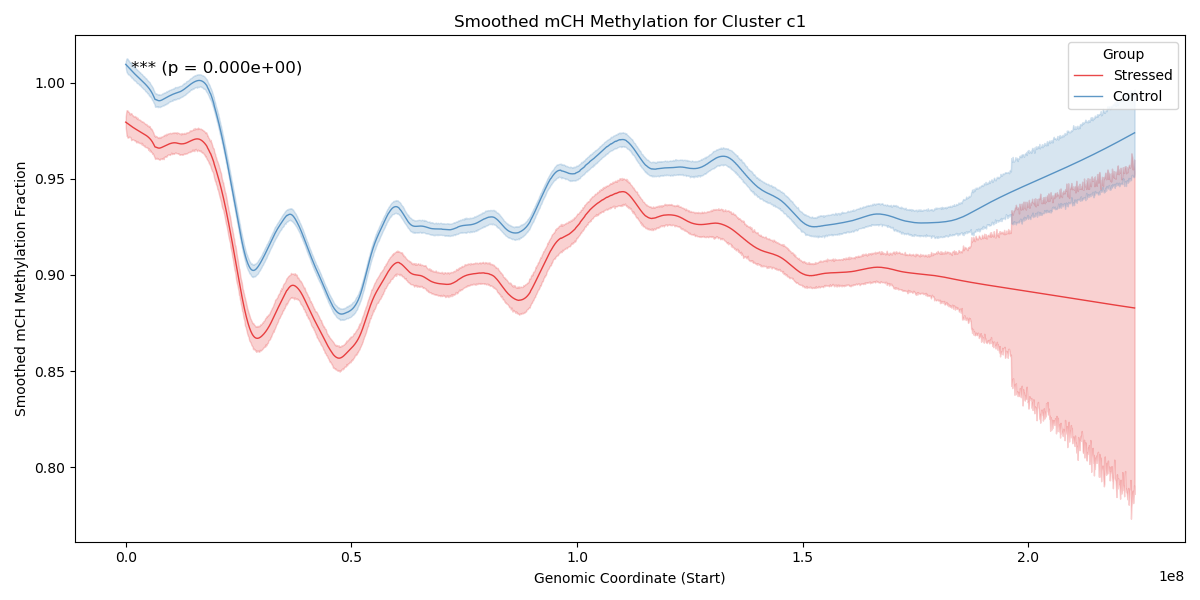 Smoothed mCH Methylation for Cluster c1
*** (p = 0.000e+00)
Group
Stressed
Control
Smoothed mCH Methylation Fraction
1.00
0.95
0.90
0.85
0.80
0.0
0.5
1.0
1.5
2.0
1e8
Genomic Coordinate (Start)